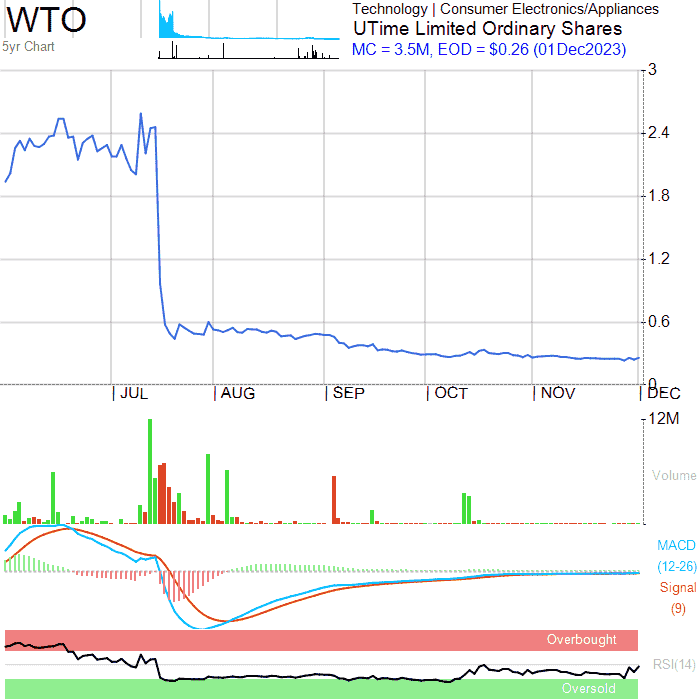 WTO
5yr Chart
Technology | Consumer Electronics/Appliances
UTime Limited Ordinary Shares
MC = 3.5M, EOD = $0.26 (01Dec2023)
3
2.4
1.8
1.2
0.6
0
JUL AUG SEP OCT NOV DEC
12M
Volume
MACD
(12-26)
Signal
(9)
Overbought
RSI(14)
Oversold